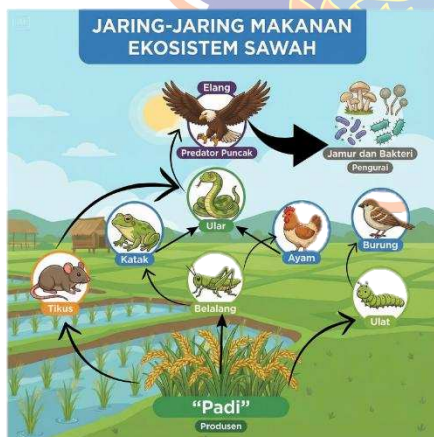 JARING-JARING MAKANAN
EKOSISTEM SAWAH
Elang
Predator Puncak
Jamur dan Bakteri
Pengurai
Ular
Katak
Ayam
Burung
Tikus
Belalang
Ulat
“Padi”
Produsen